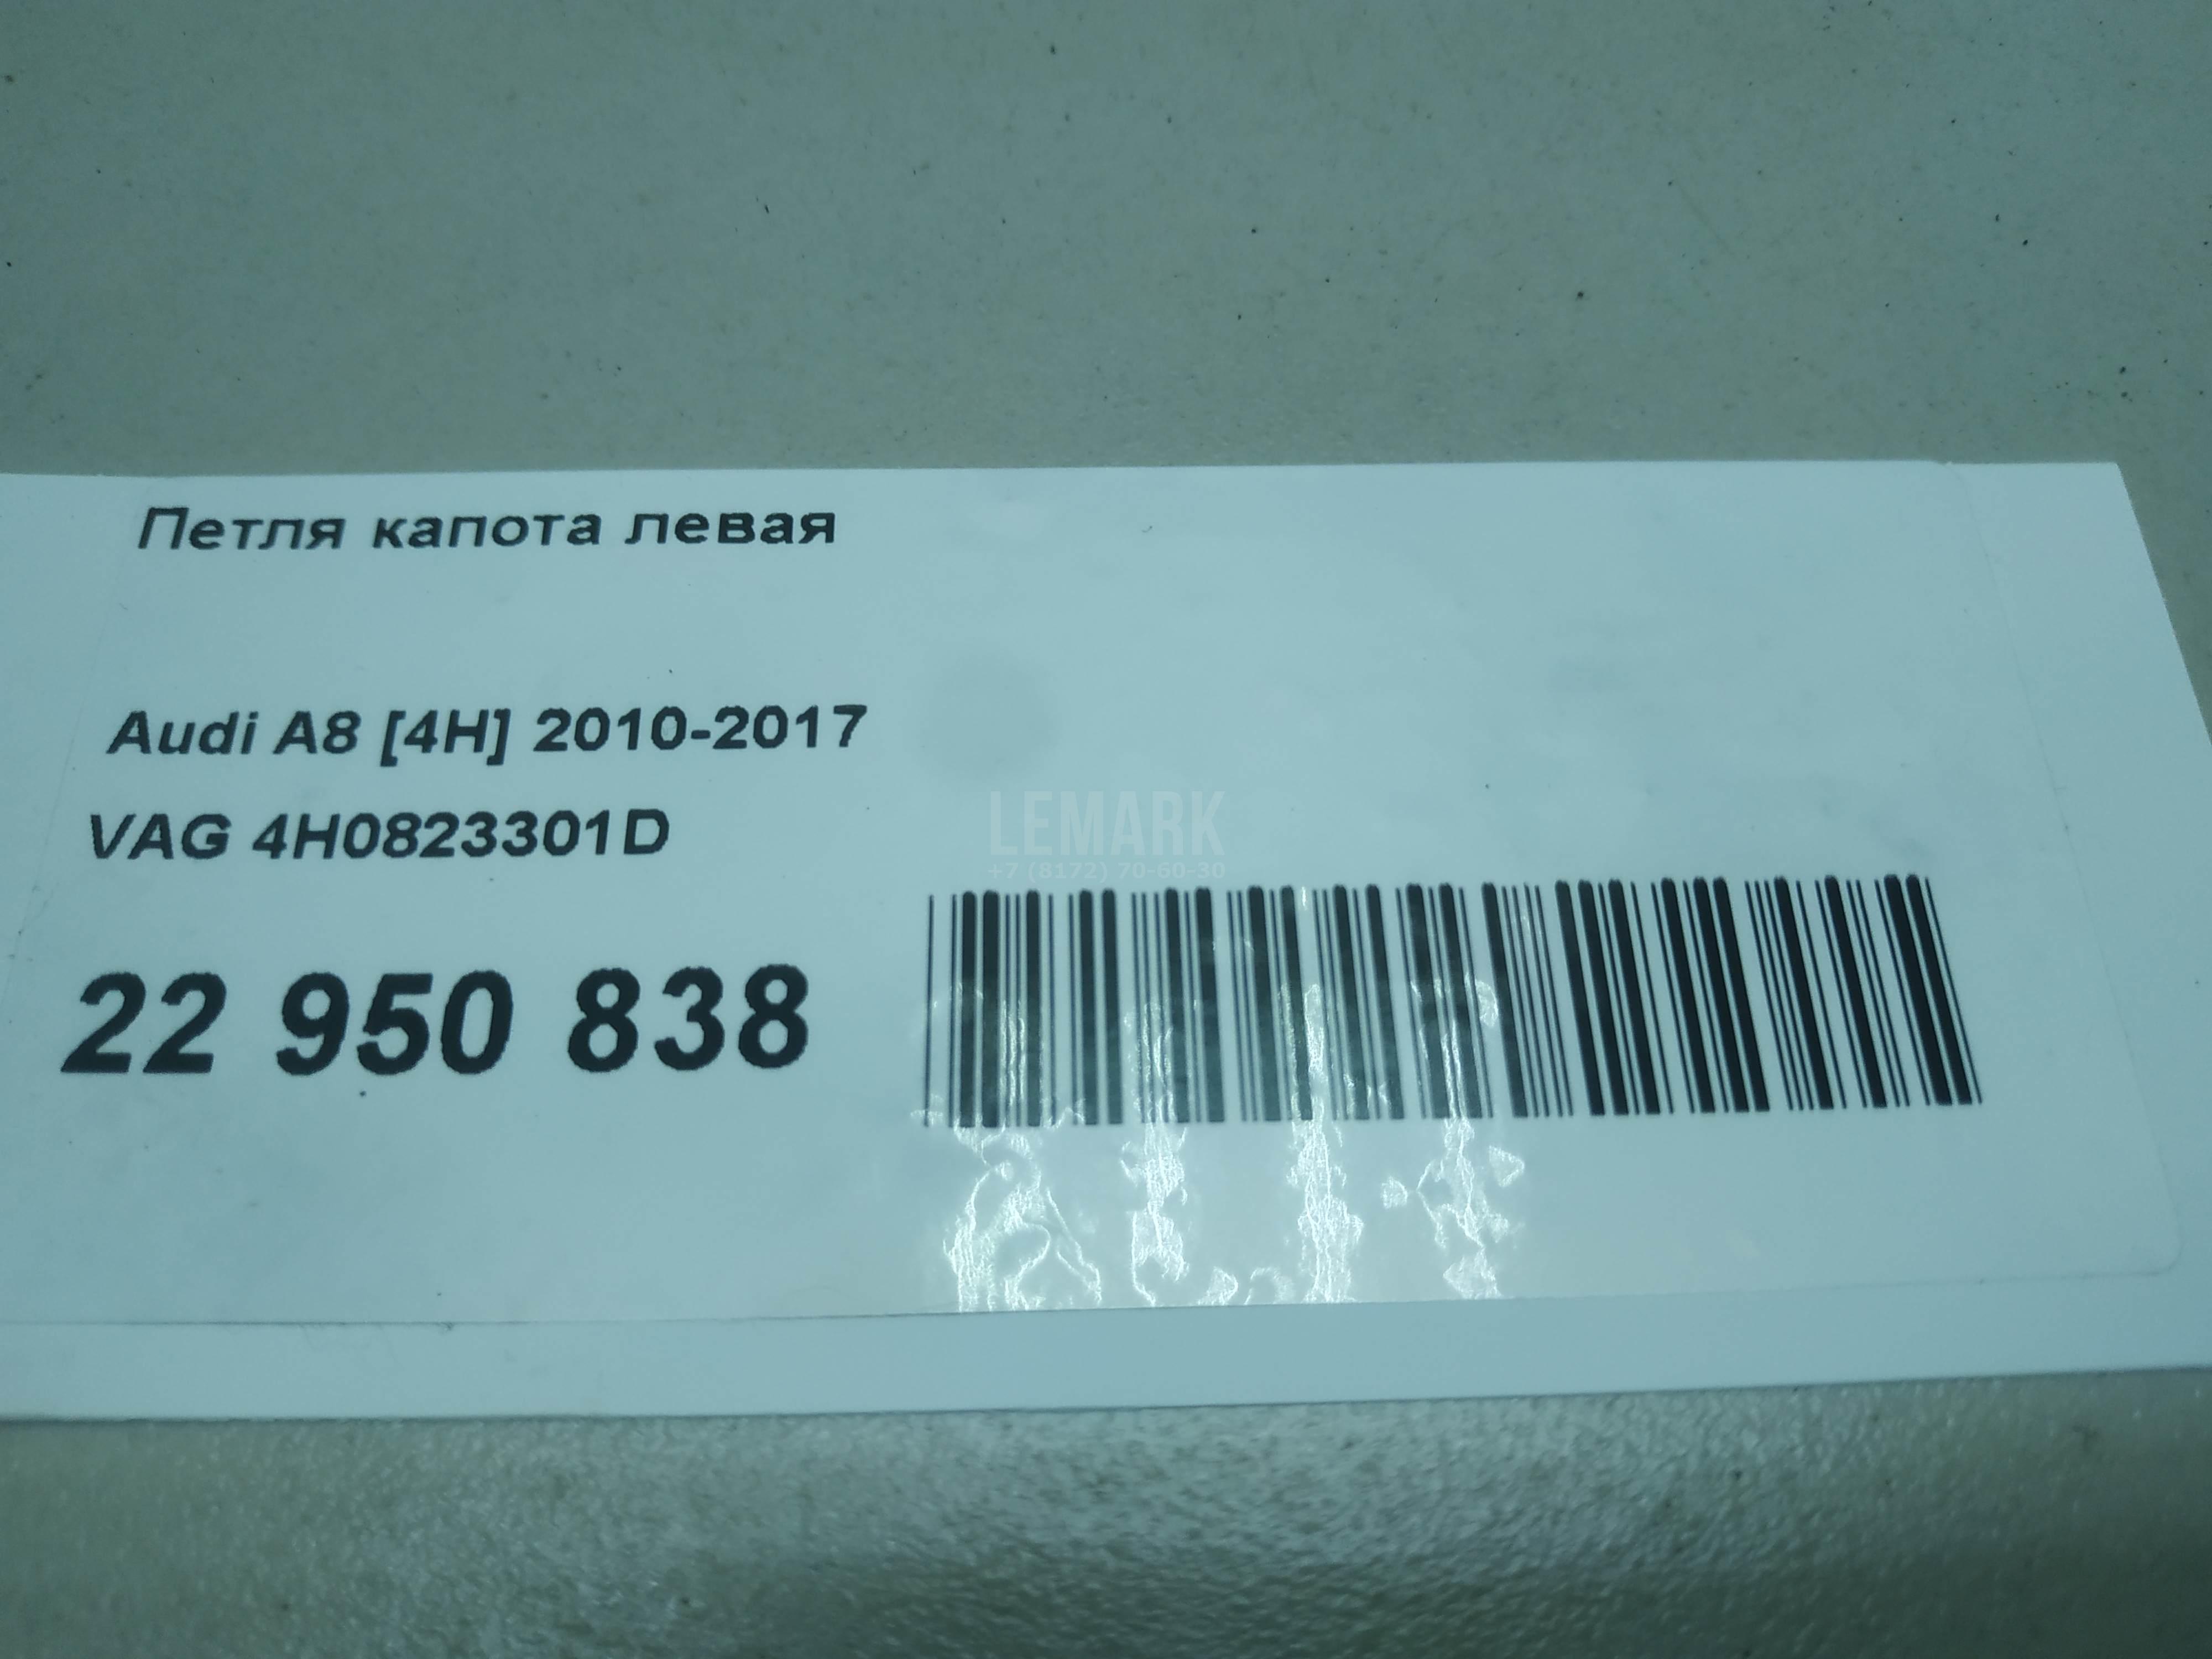 Петля капота левая
Audi A8 [4H] 2010-2017
VAG 4H0823301D
LEMARK
+7 (8172) 70-60-30
22 950 838